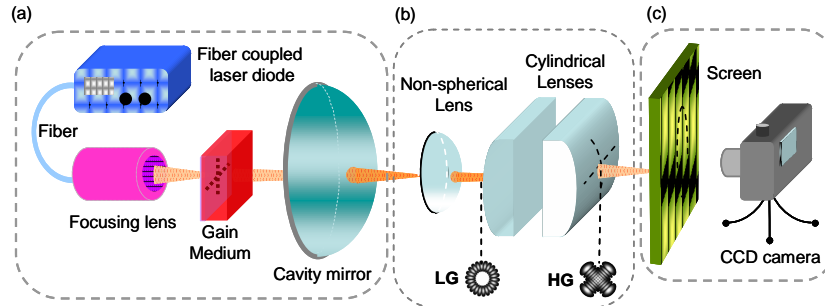 (a)
Fiber coupled
laser diode
Fiber
Focusing lens
Gain
Medium
Cavity mirror
(b)
Non-spherical
Lens
Cylindrical
Lenses
LG
HG
(c)
Screen
CCD camera